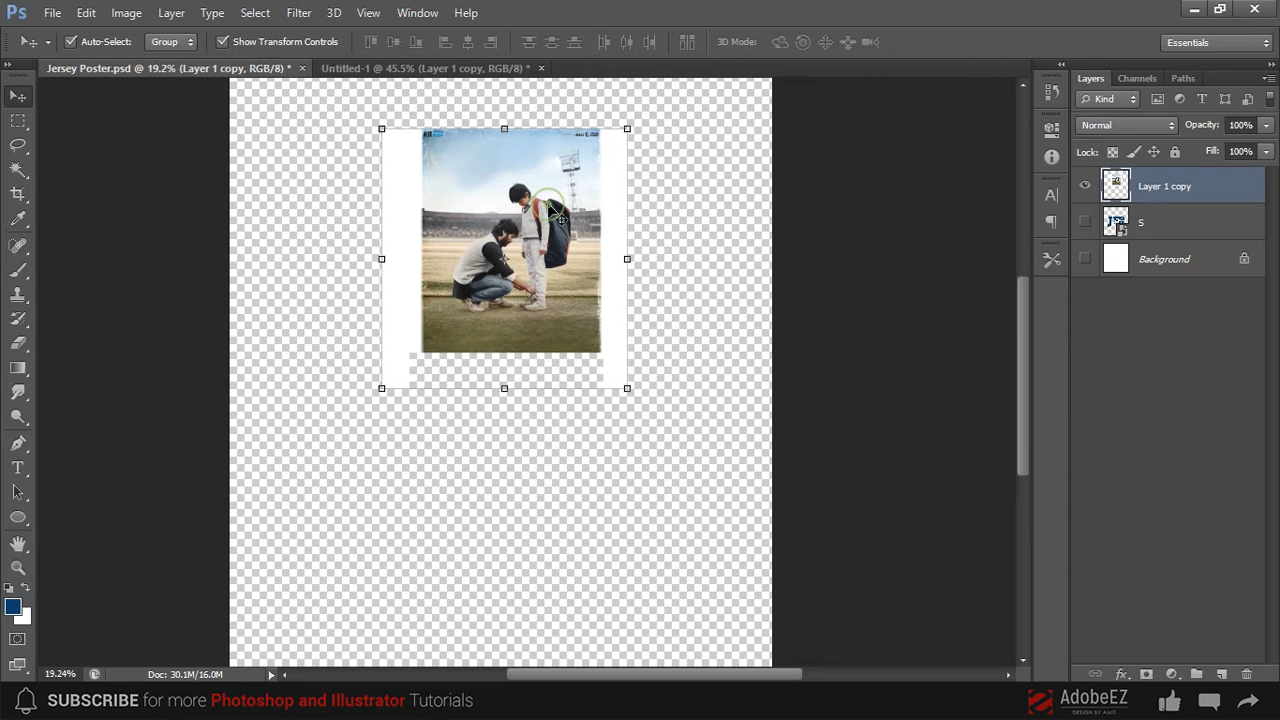 Ps File Edit Image Layer Type Select Filter 3D View Window Help
Auto-Select: Group Show Transform Controls 3D Mode: Essentials
Jersey Poster.psd @ 19.2% (Layer 1 copy, RGB/8) * × Untitled-1 @ 45.5% (Layer 1 copy, RGB/8) * ×
Layers Channels Paths
Kind
Normal Opacity: 100%
Lock: Fill: 100%
Layer 1 copy
S
Background
19.24% Doc: 30.1M/16.0M
SUBSCRIBE for more Photoshop and Illustrator Tutorials
AdobeEZ
DESIGN BY AMIT